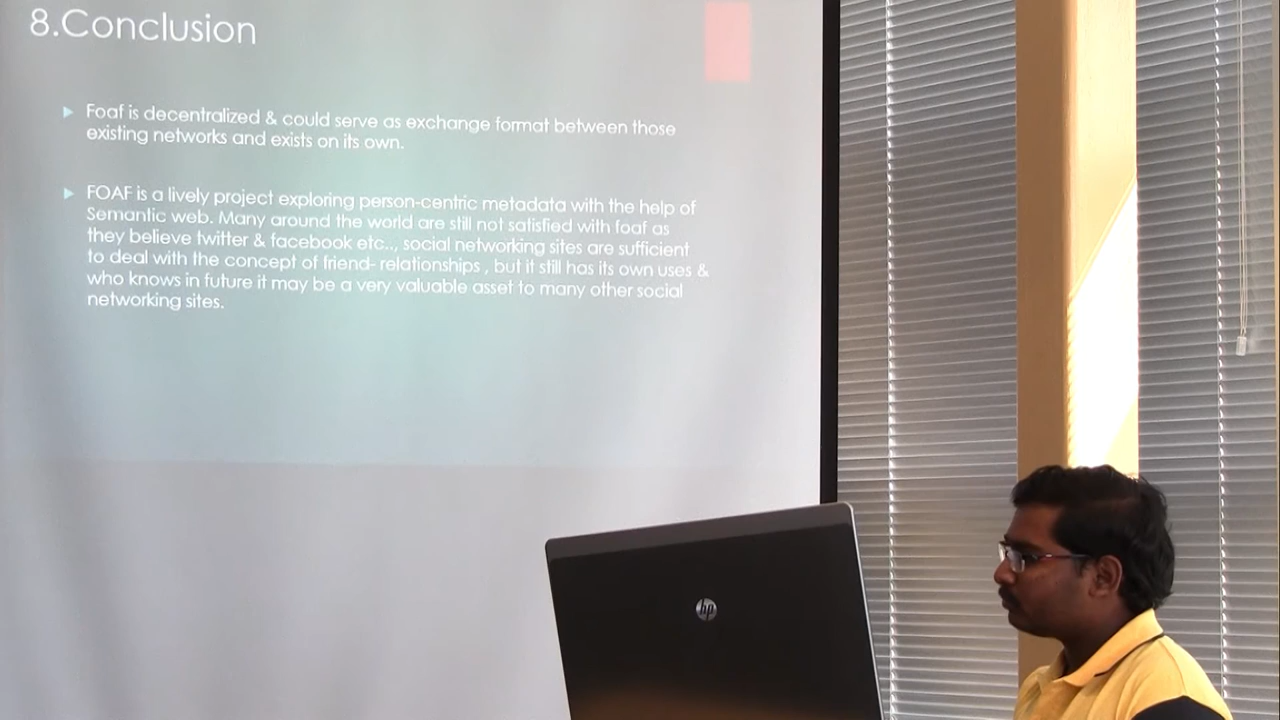 8.Conclusion
Foaf is decentralized & could serve as exchange format between those
existing networks and exists on its own.
FOAF is a lively project exploring person-centric metadata with the help of
Semantic web. Many around the world are still not satisfied with foaf as
they believe twitter & facebook etc.., social networking sites are sufficient
to deal with the concept of friend- relationships , but it still has its own uses &
who knows in future it may be a very valuable asset to many other social
networking sites.
hp